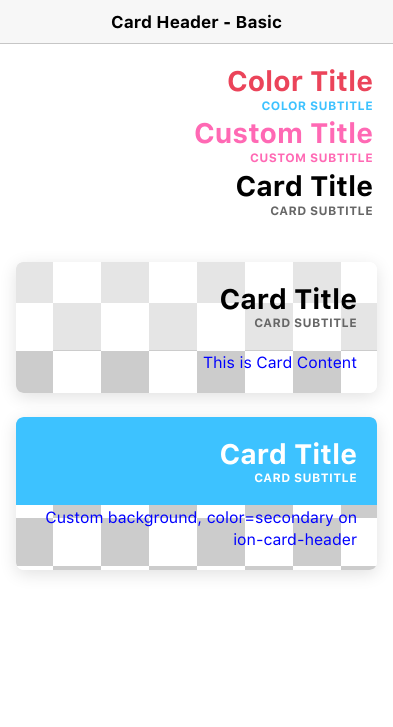 Card Header - Basic
Color Title
COLOR SUBTITLE
Custom Title
CUSTOM SUBTITLE
Card Title
CARD SUBTITLE
Card Title
CARD SUBTITLE
This is Card Content
Card Title
CARD SUBTITLE
Custom background, color=secondary on
ion-card-header